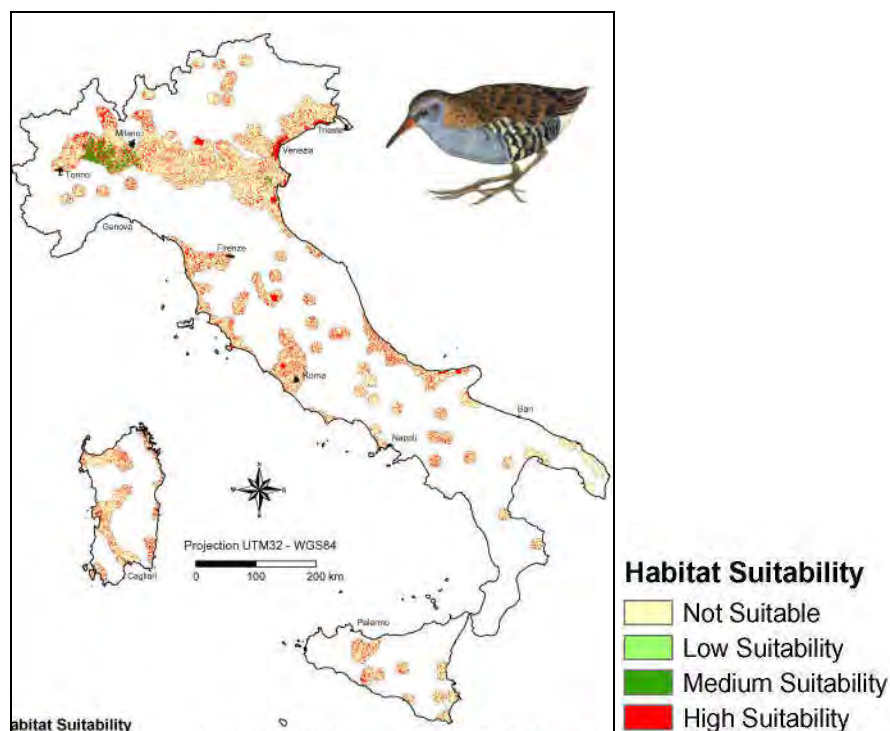 Milano
Trieste
Venezia
Torino
Genova
Firenze
Roma
Bari
Napoli
Projection UTM32 - WGS84
0 100 200 km
Cagliari
Palermo
abitat Suitability
Habitat Suitability
Not Suitable
Low Suitability
Medium Suitability
High Suitability